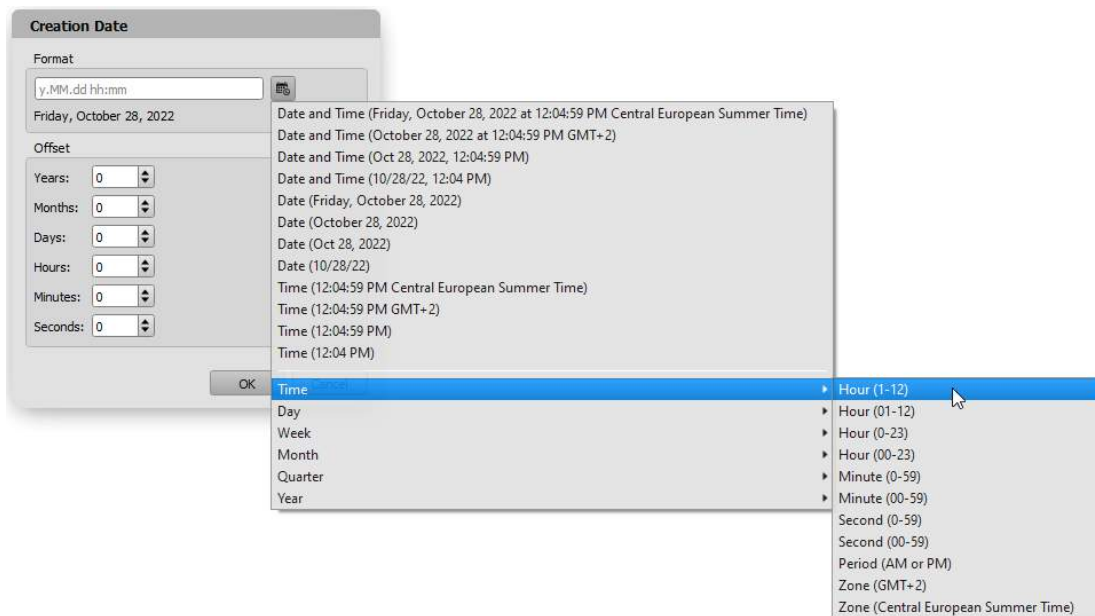 Creation Date
Format
y.MM.dd hh:mm
Friday, October 28, 2022
Offset
Years: 0
Months: 0
Days: 0
Hours: 0
Minutes: 0
Seconds: 0
OK
Cancel
Date and Time (Friday, October 28, 2022 at 12:04:59 PM Central European Summer Time)
Date and Time (October 28, 2022 at 12:04:59 PM GMT+2)
Date and Time (Oct 28, 2022, 12:04:59 PM)
Date and Time (10/28/22, 12:04 PM)
Date (Friday, October 28, 2022)
Date (October 28, 2022)
Date (Oct 28, 2022)
Date (10/28/22)
Time (12:04:59 PM Central European Summer Time)
Time (12:04:59 PM GMT+2)
Time (12:04:59 PM)
Time (12:04 PM)
Time
Day
Week
Month
Quarter
Year
Hour (1-12)
Hour (01-12)
Hour (0-23)
Hour (00-23)
Minute (0-59)
Minute (00-59)
Second (0-59)
Second (00-59)
Period (AM or PM)
Zone (GMT+2)
Zone (Central European Summer Time)